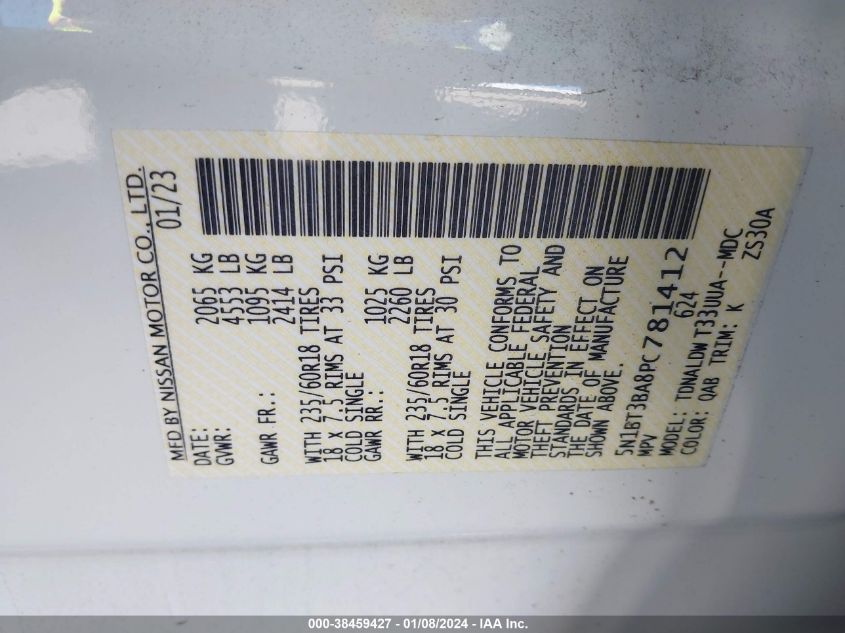 MFD BY NISSAN MOTOR CO., LTD.
DATE: 01/23
GVWR: 2065 KG
4553 LB
GAWR FR.: 1095 KG
2414 LB
WITH 235/60R18 TIRES
18 X 7.5 RIMS AT 33 PSI
COLD SINGLE
GAWR RR.: 1025 KG
2260 LB
WITH 235/60R18 TIRES
18 X 7.5 RIMS AT 30 PSI
COLD SINGLE
THIS VEHICLE CONFORMS TO
ALL APPLICABLE FEDERAL
MOTOR VEHICLE SAFETY AND
THEFT PREVENTION
STANDARDS IN EFFECT ON
THE DATE OF MANUFACTURE
SHOWN ABOVE.
5N1BT3BA8PC781412
MPV 624
MODEL: TDNALDW T33UUA--MDC
COLOR: QAB TRIM: K ZS30A
000-38459427 - 01/08/2024 - IAA Inc.